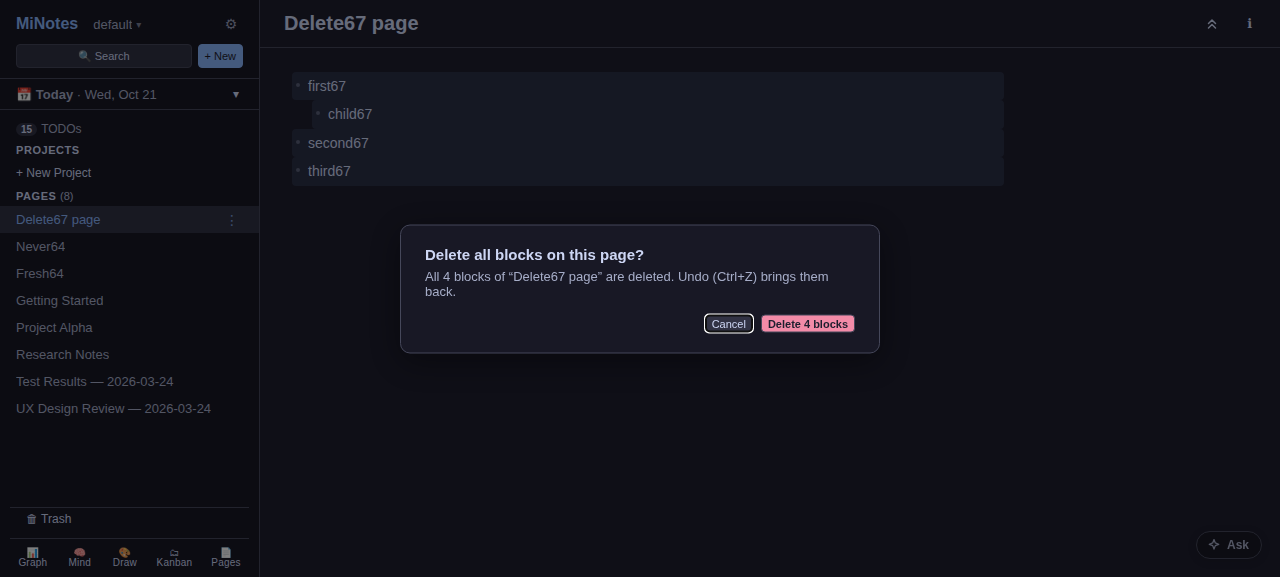 MiNotes default
Search
+ New
Today · Wed, Oct 21
15 TODOs
PROJECTS
+ New Project
PAGES (8)
Delete67 page
Never64
Fresh64
Getting Started
Project Alpha
Research Notes
Test Results — 2026-03-24
UX Design Review — 2026-03-24
Trash
Graph Mind Draw Kanban Pages
Delete67 page
first67
child67
second67
third67
Delete all blocks on this page?
All 4 blocks of “Delete67 page” are deleted. Undo (Ctrl+Z) brings them
back.
Cancel Delete 4 blocks
Ask